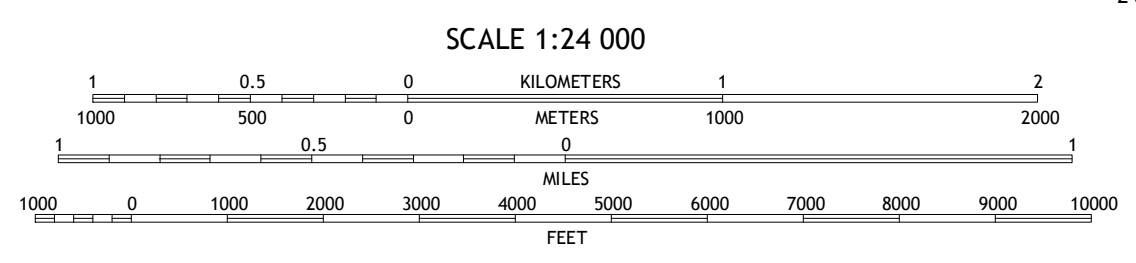 SCALE 1:24 000
1 0.5 0 KILOMETERS 1 2
1000 500 0 METERS 1000 2000
1 0.5 0 1
MILES
1000 0 1000 2000 3000 4000 5000 6000 7000 8000 9000 10000
FEET